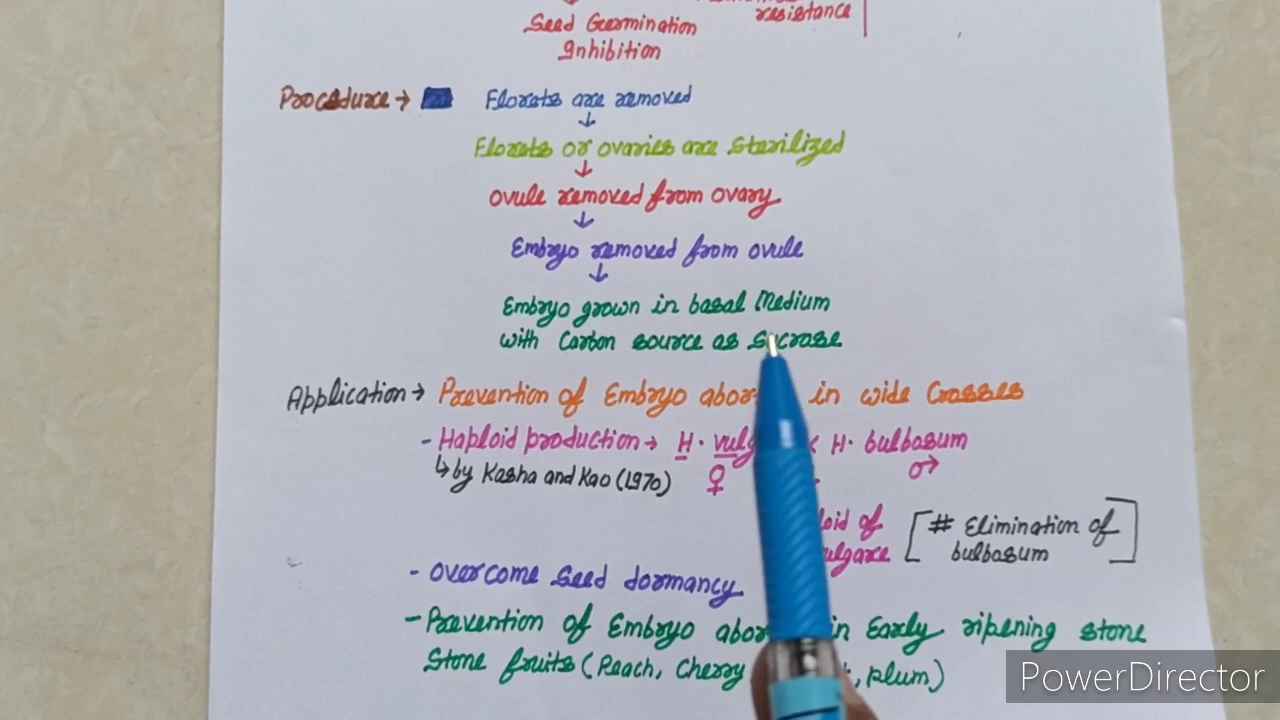 resistance
Seed Germination
Inhibition
Procedure → Florets are removed
↓
Florets or ovaries are sterilized
↓
Ovule removed from ovary
↓
Embryo removed from ovule
↓
Embryo grown in basal Medium
with Carbon source as Sucrose
Application → Prevention of Embryo in wide Crosses
- Haploid production → H. H. bulbosum
↳ by Kasha and Kao (1970) ♀ ♂
of [# Elimination of
bulbosum]
- Overcome Seed dormancy
- Prevention of Embryo in Early ripening stone
Stone fruits (Peach, Cherry , plum)
PowerDirector